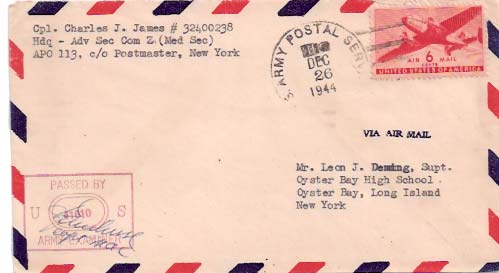 Cpl. Charles J. James # 32400238
Hdq - Adv Sec Com Z (Med Sec)
APO 113, c/o Postmaster, New York
U.S. ARMY POSTAL SERV
DEC
26
1944
AIR 6 MAIL
CENTS
UNITED STATES OF AMERICA
VIA AIR MAIL
Mr. Leon J. Deming, Supt.
Oyster Bay High School
Oyster Bay, Long Island
New York
PASSED BY
U S
ARMY EXAMINER